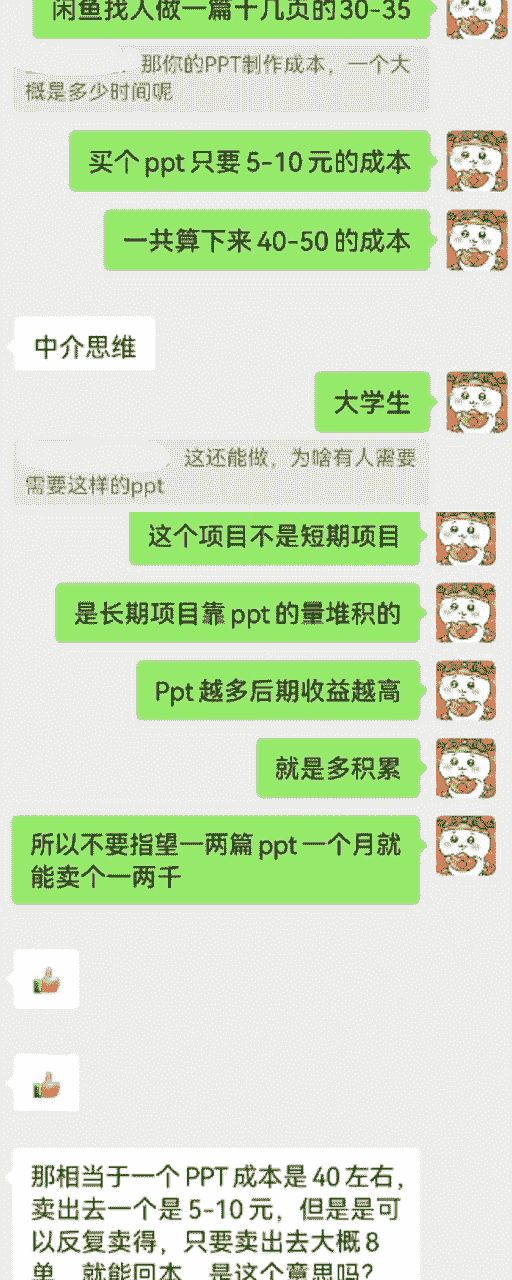 闲鱼找人做一篇十几页的30-35
那你的PPT制作成本，一个大
概是多少时间呢
买个ppt只要5-10元的成本
一共算下来40-50的成本
中介思维
大学生
这还能做，为啥有人需要
需要这样的ppt
这个项目不是短期项目
是长期项目靠ppt的量堆积的
Ppt越多后期收益越高
就是多积累
所以不要指望一两篇ppt一个月就
能卖个一两千
那相当于一个PPT成本是40左右，
卖出去一个是5-10元，但是是可
以反复卖得，只要卖出去大概8
单，就能回本，是这个意思吗？